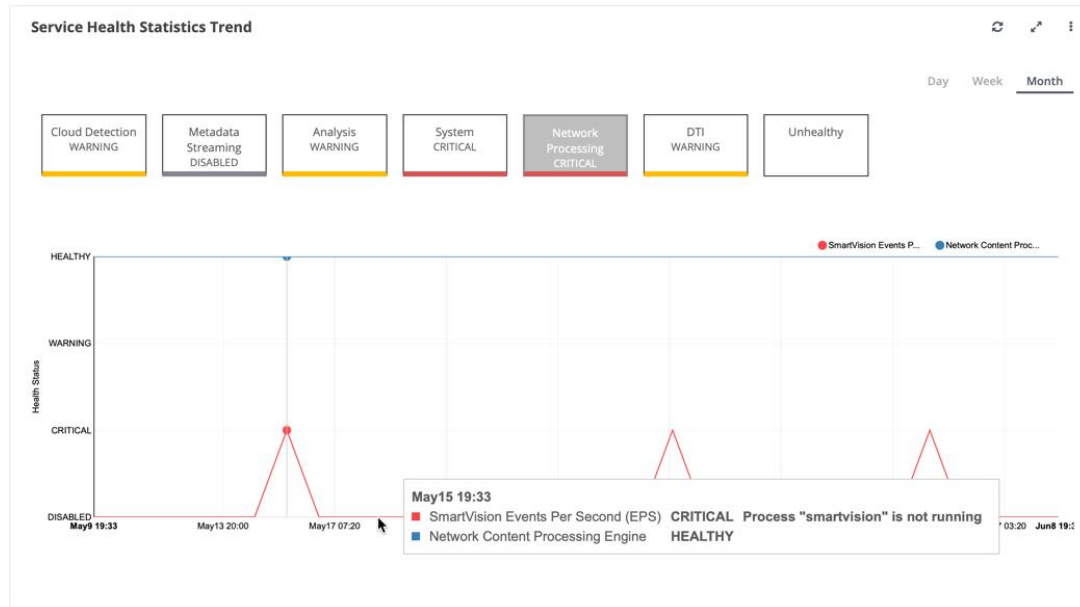 Service Health Statistics Trend
Day Week Month
Cloud Detection
WARNING
Metadata
Streaming
DISABLED
Analysis
WARNING
System
CRITICAL
Network
Processing
CRITICAL
DTI
WARNING
Unhealthy
SmartVision Events P... Network Content Proc...
HEALTHY
WARNING
CRITICAL
DISABLED
Health Status
May9 19:33 May13 20:00 May17 07:20 03:20 Jun8 19:
May15 19:33
SmartVision Events Per Second (EPS) CRITICAL Process "smartvision" is not running
Network Content Processing Engine HEALTHY